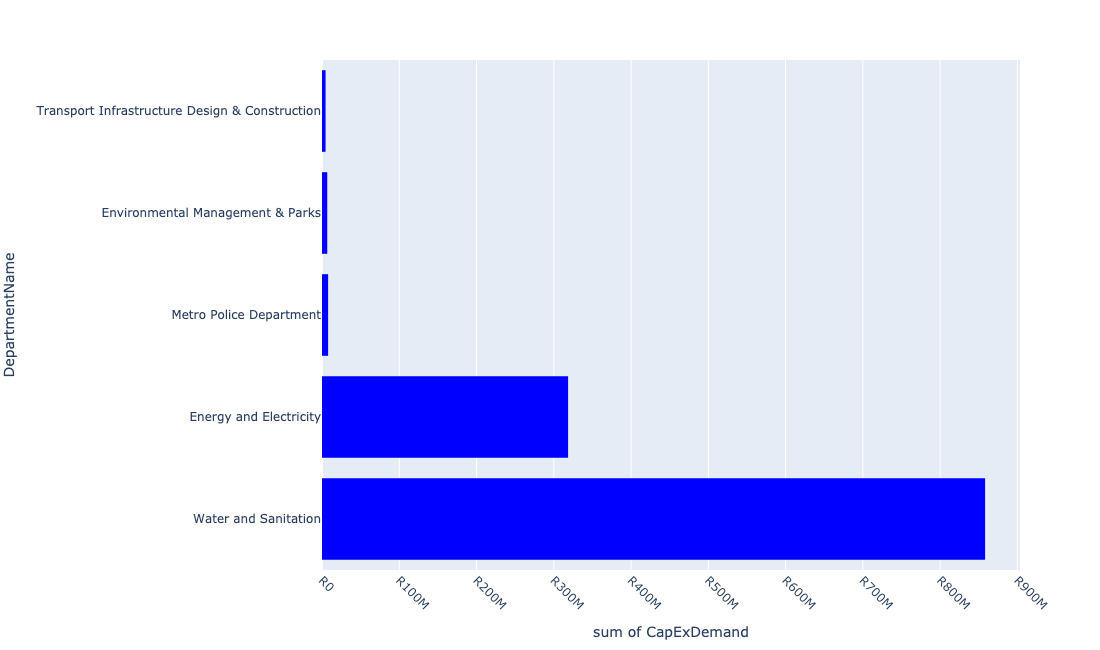 Transport Infrastructure Design & Construction
Environmental Management & Parks
Metro Police Department
Energy and Electricity
Water and Sanitation
DepartmentName
R0
R100M
R200M
R300M
R400M
R500M
R600M
R700M
R800M
R900M
sum of CapExDemand